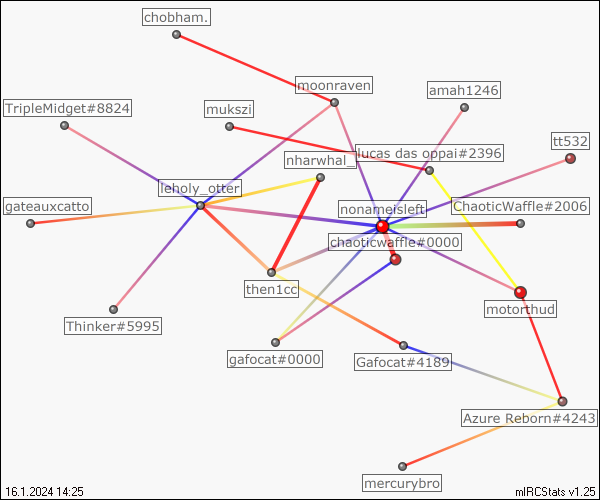 chobham.
moonraven
amah1246
TripleMidget#8824
mukszi
tt532
lucas das oppai#2396
nharwhal_
leholy_otter
gateauxcatto
nonameisleft
ChaoticWaffle#2006
chaoticwaffle#0000
then1cc
motorthud
Thinker#5995
gafocat#0000
Gafocat#4189
Azure Reborn#4243
mercurybro
16.1.2024 14:25
mIRCStats v1.25